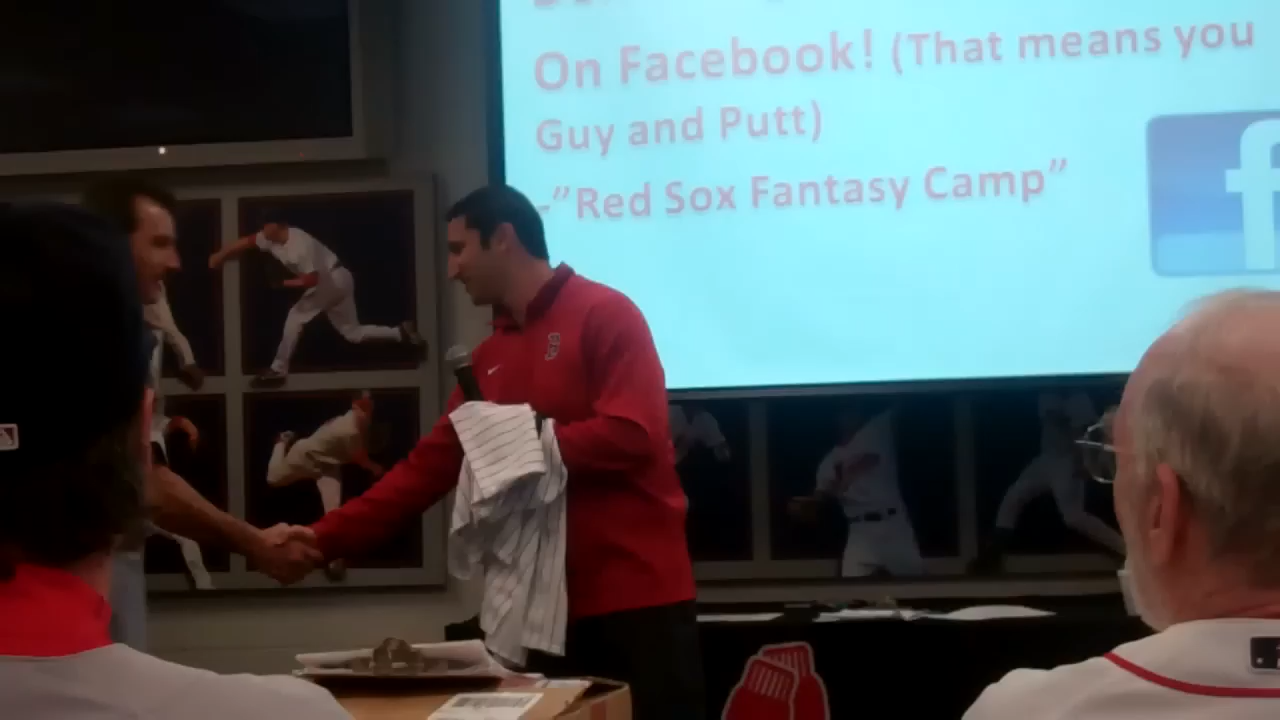 On Facebook! (That means you
Guy and Putt)
-"Red Sox Fantasy Camp"
f
B